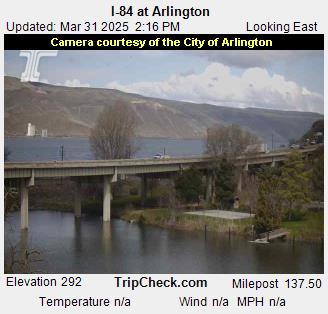 I-84 at Arlington
Updated: Mar 31 2025 2:16 PM Looking East
Camera courtesy of the City of Arlington
Elevation 292 TripCheck.com Milepost 137.50
Temperature n/a Wind n/a MPH n/a